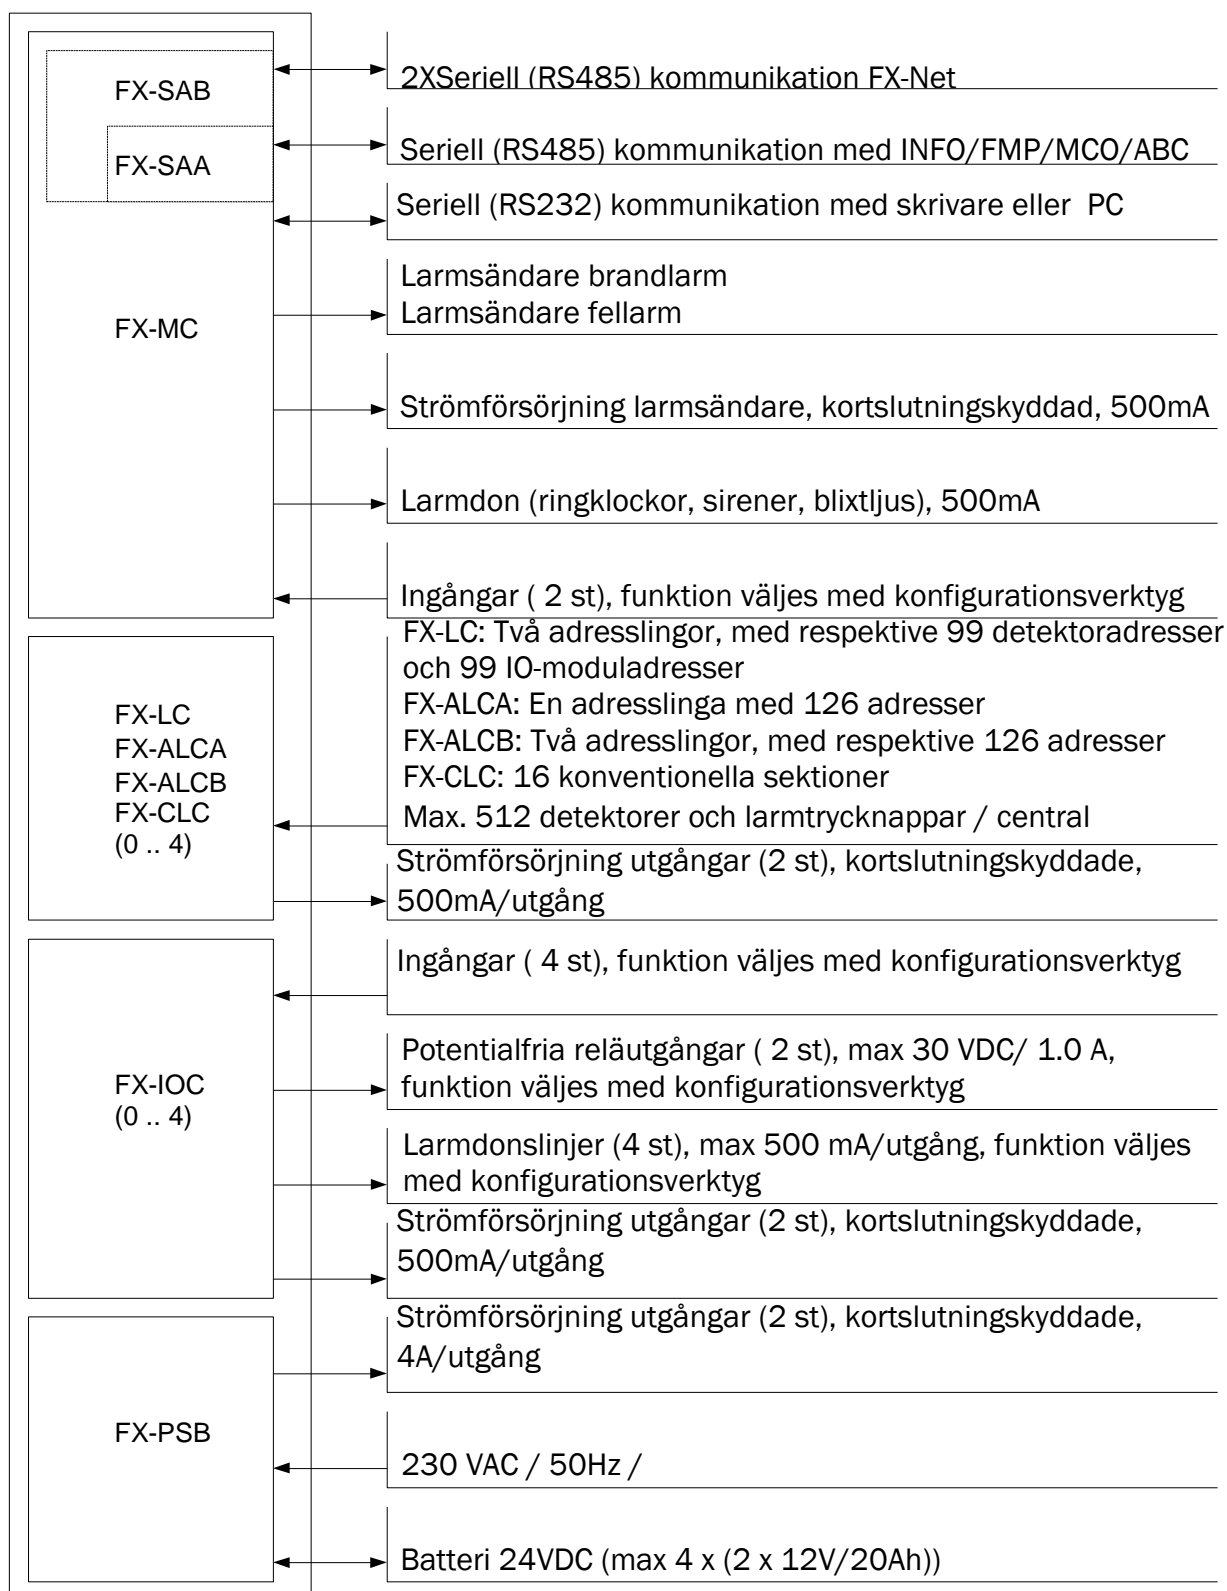 FX-SAB
2XSeriell (RS485) kommunikation FX-Net
FX-SAA
Seriell (RS485) kommunikation med INFO/FMP/MCO/ABC
Seriell (RS232) kommunikation med skrivare eller PC
FX-MC
Larmsändare brandlarm
Larmsändare fellarm
Strömförsörjning larmsändare, kortslutningskyddad, 500mA
Larmdon (ringklockor, sirener, blixtljus), 500mA
Ingångar ( 2 st), funktion väljes med konfigurationsverktyg
FX-LC
FX-ALCA
FX-ALCB
FX-CLC
(0 .. 4)
FX-LC: Två adresslingor, med respektive 99 detektoradresser
och 99 IO-moduladresser
FX-ALCA: En adresslinga med 126 adresser
FX-ALCB: Två adresslingor, med respektive 126 adresser
FX-CLC: 16 konventionella sektioner
Max. 512 detektorer och larmtrycknappar / central
Strömförsörjning utgångar (2 st), kortslutningskyddade,
500mA/utgång
FX-IOC
(0 .. 4)
Ingångar ( 4 st), funktion väljes med konfigurationsverktyg
Potentialfria reläutgångar ( 2 st), max 30 VDC/ 1.0 A,
funktion väljes med konfigurationsverktyg
Larmdonslinjer (4 st), max 500 mA/utgång, funktion väljes
med konfigurationsverktyg
Strömförsörjning utgångar (2 st), kortslutningskyddade,
500mA/utgång
FX-PSB
Strömförsörjning utgångar (2 st), kortslutningskyddade,
4A/utgång
230 VAC / 50Hz /
Batteri 24VDC (max 4 x (2 x 12V/20Ah))